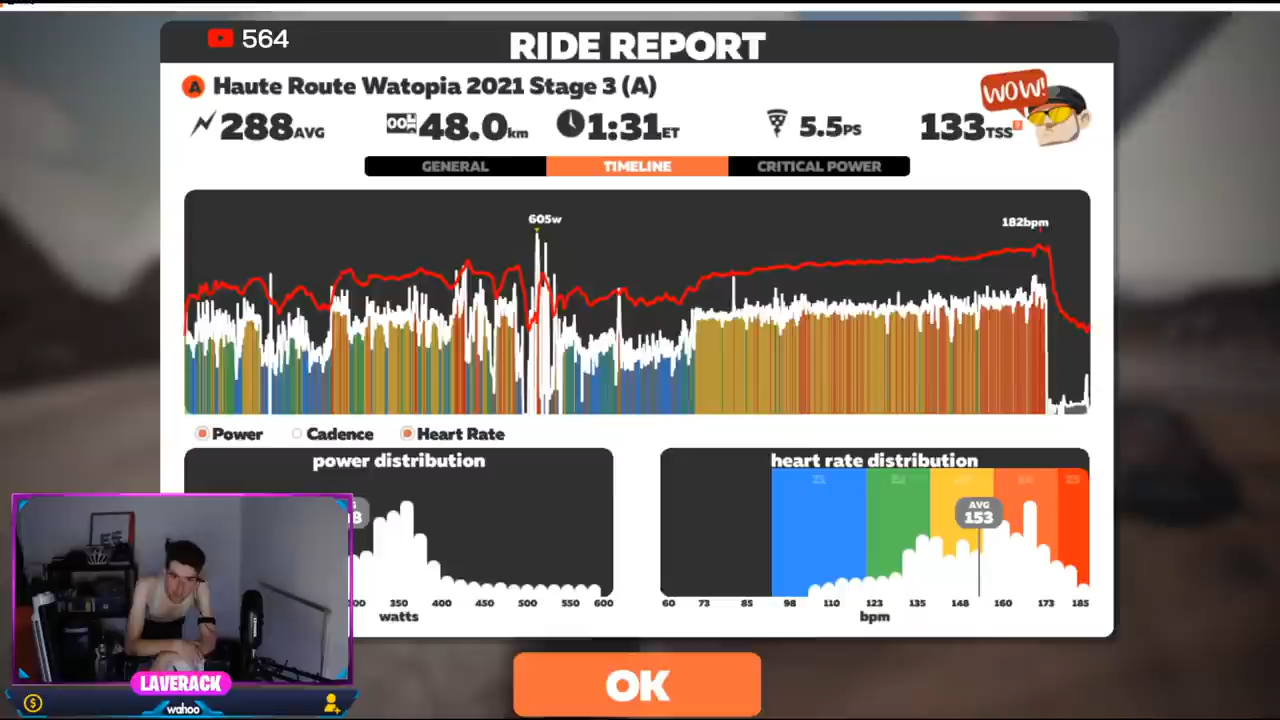 564
RIDE REPORT
A Haute Route Watopia 2021 Stage 3 (A)
288AVG 48.0km 1:31ET 5.5PS 133TSS
WOW!
GENERAL TIMELINE CRITICAL POWER
605w
182bpm
Power Cadence Heart Rate
power distribution
heart rate distribution
Z1 Z2
AVG
153
350 400 450 500 550 600
watts
60 73 85 98 110 123 135 148 160 173 185
bpm
LAVERACK
wahoo
OK